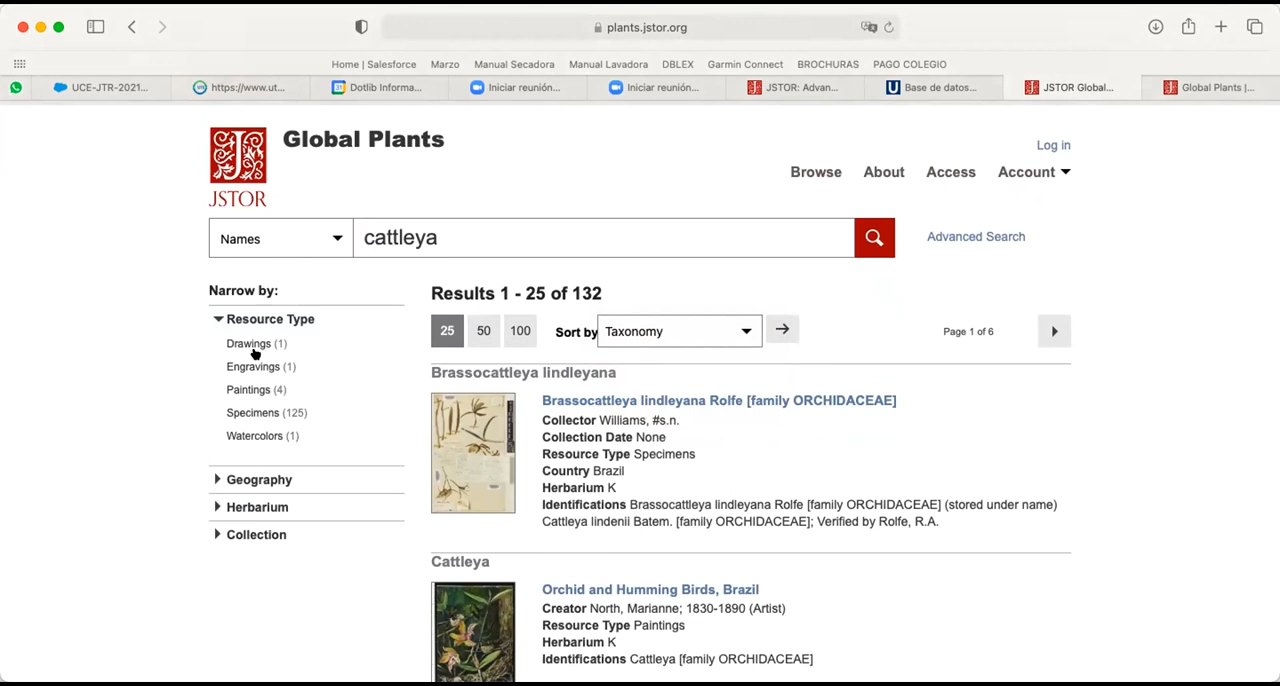 plants.jstor.org
Home | Salesforce Marzo Manual Secadora Manual Lavadora DBLEX Garmin Connect BROCHURAS PAGO COLEGIO
UCE-JTR-2021... https://www.ut... Dotlib Informa... Iniciar reunión... Iniciar reunión... JSTOR: Advan... Base de datos... JSTOR Global... Global Plants |...
JSTOR
Global Plants
Log in
Browse About Access Account
Names cattleya Advanced Search
Narrow by:
Resource Type
Drawings (1)
Engravings (1)
Paintings (4)
Specimens (125)
Watercolors (1)
Geography
Herbarium
Collection
Results 1 - 25 of 132
25 50 100 Sort by Taxonomy Page 1 of 6
Brassocattleya lindleyana
Brassocattleya lindleyana Rolfe [family ORCHIDACEAE]
Collector Williams, #s.n.
Collection Date None
Resource Type Specimens
Country Brazil
Herbarium K
Identifications Brassocattleya lindleyana Rolfe [family ORCHIDACEAE] (stored under name)
Cattleya lindenii Batem. [family ORCHIDACEAE]; Verified by Rolfe, R.A.
Cattleya
Orchid and Humming Birds, Brazil
Creator North, Marianne; 1830-1890 (Artist)
Resource Type Paintings
Herbarium K
Identifications Cattleya [family ORCHIDACEAE]